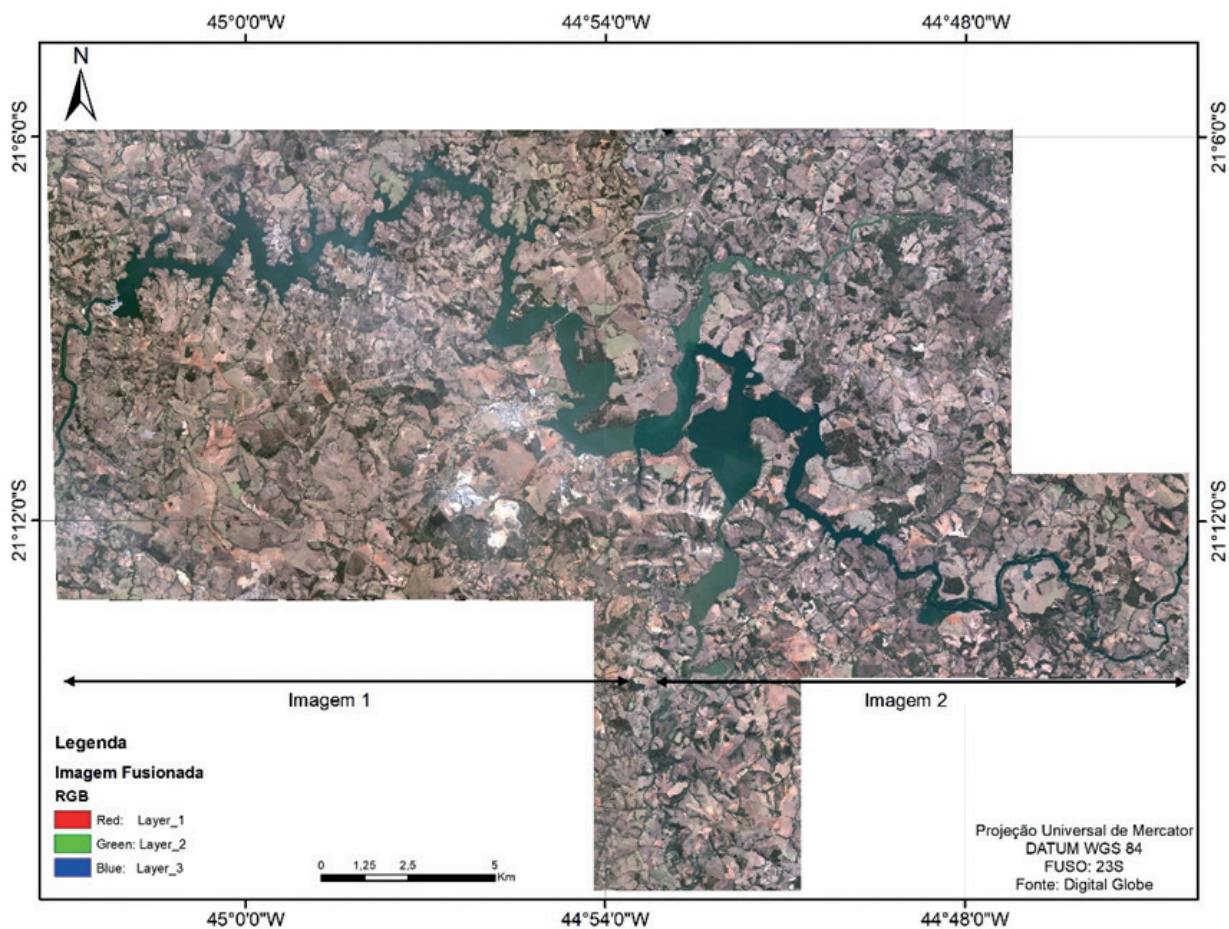 45°0'0"W
44°54'0"W
44°48'0"W
N
21°6'0"S
21°6'0"S
21°12'0"S
21°12'0"S
Imagem 1
Imagem 2
Legenda
Imagem Fusionada
RGB
Red: Layer_1
Green: Layer_2
Blue: Layer_3
0 1,25 2,5 5
Km
Projeção Universal de Mercator
DATUM WGS 84
FUSO: 23S
Fonte: Digital Globe
45°0'0"W
44°54'0"W
44°48'0"W